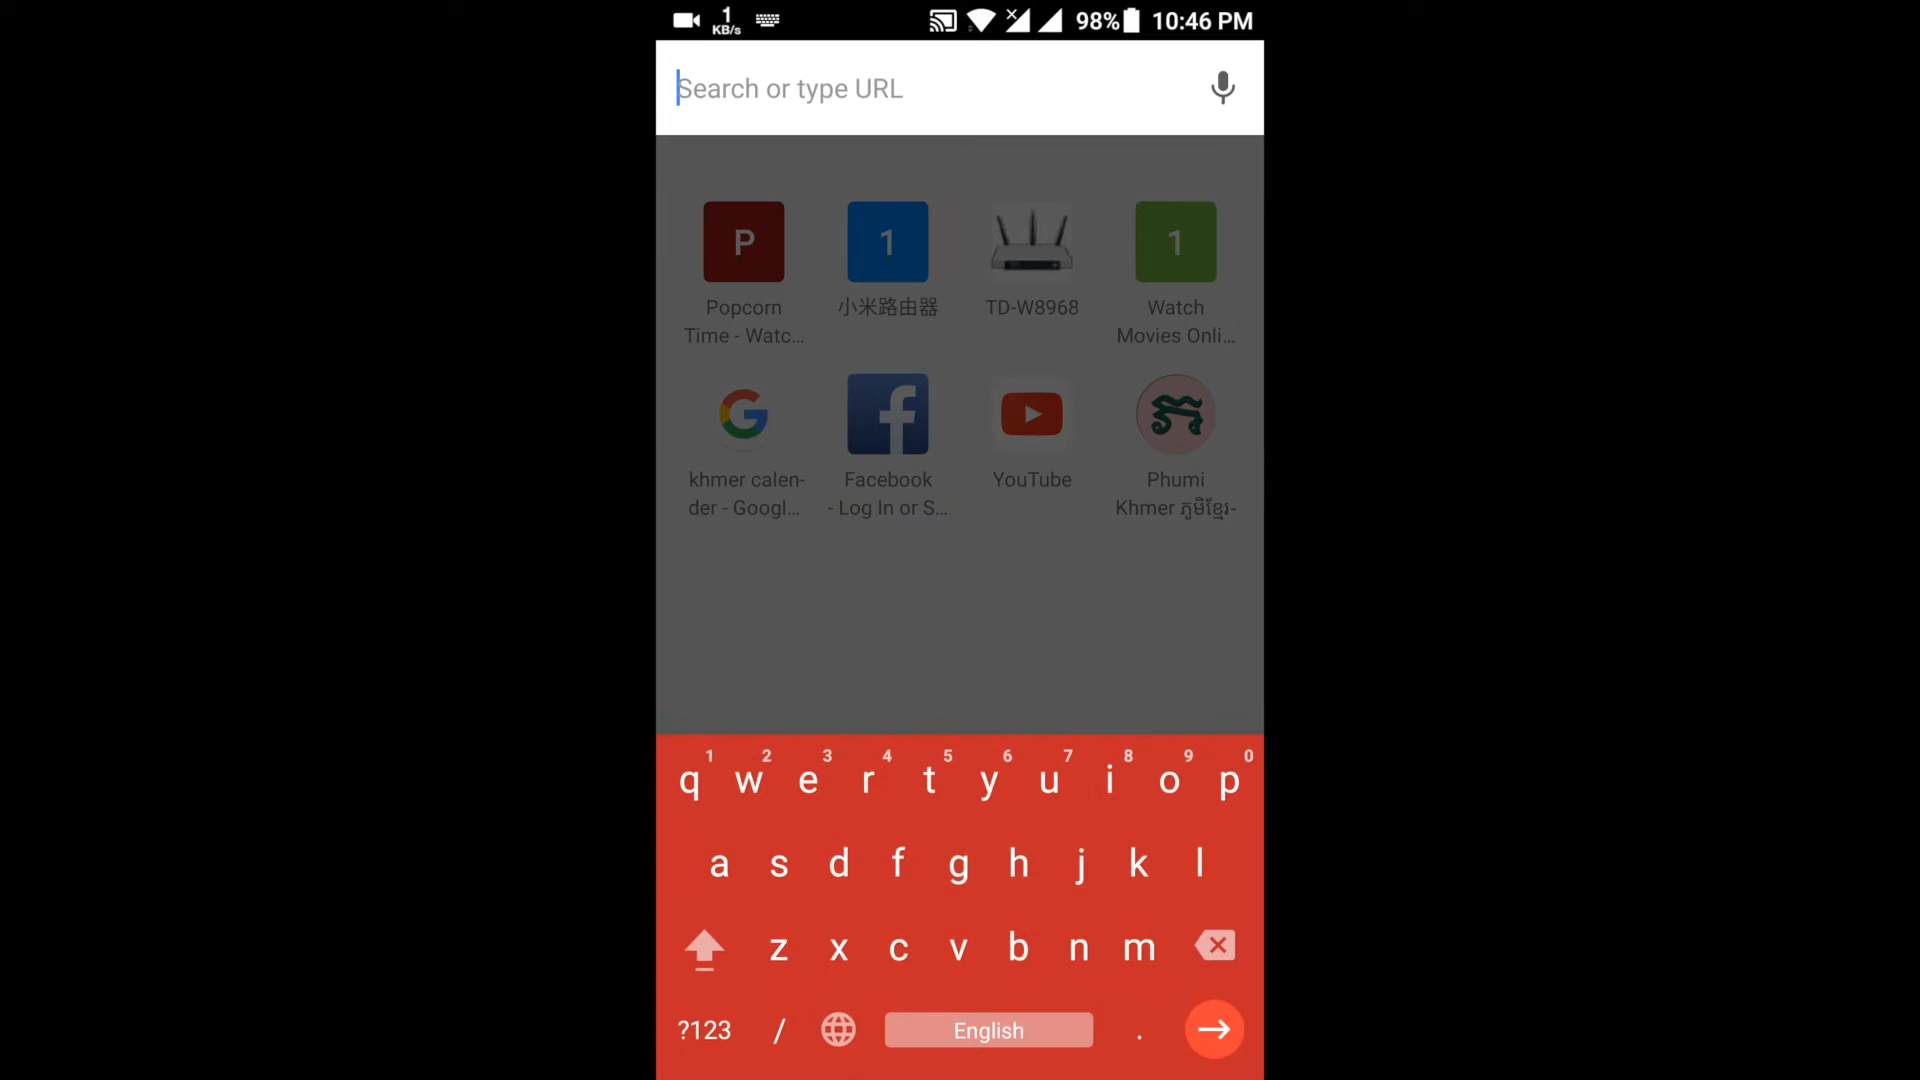 1
KB/s
98%
10:46 PM
Search or type URL
P
1
1
Popcorn
Time - Watc...
小米路由器
TD-W8968
Watch
Movies Onli...
khmer calen-
der - Googl...
Facebook
- Log In or S...
YouTube
Phumi
Khmer ភូមិខ្មែរ-
1 2 3 4 5 6 7 8 9 0
q w e r t y u i o p
a s d f g h j k l
z x c v b n m
?123 / English .